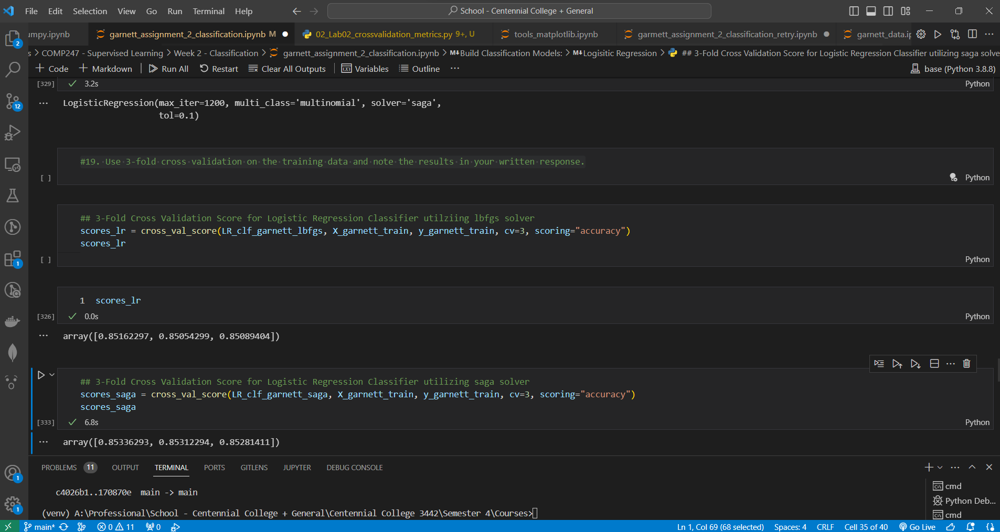 File Edit Selection View Go Run Terminal Help
School - Centennial College + General
umpy.ipynb garnett_assignment_2_classification.ipynb M 02_Lab02_crossvalidation_metrics.py 9+, U tools_matplotlib.ipynb garmett_assignment_2_classification_retry.ipynb garnett_data.ip
s > COMP247 - Supervised Learning > Week 2 - Classification > garnett_assignment_2_classification.ipynb > M↓Build Classification Models: > M↓Logisitic Regression > ## 3-Fold Cross Validation Score for Logistic Regression Classifier utilizing saga solve
+ Code + Markdown Run All Restart Clear All Outputs Variables Outline ... base (Python 3.8.8)
[329] 3.2s Python
LogisticRegression(max_iter=1200, multi_class='multinomial', solver='saga',
tol=0.1)
#19. Use 3-fold cross validation on the training data and note the results in your written response.
[ ] Python
## 3-Fold Cross Validation Score for Logistic Regression Classifier utilziing lbfgs solver
scores_lr = cross_val_score(LR_clf_garnett_lbfgs, X_garnett_train, y_garnett_train, cv=3, scoring="accuracy")
scores_lr
[ ] Python
1 scores_lr
[326] 0.0s Python
array([0.85162297, 0.85054299, 0.85089404])
## 3-Fold Cross Validation Score for Logistic Regression Classifier utilizing saga solver
scores_saga = cross_val_score(LR_clf_garnett_saga, X_garnett_train, y_garnett_train, cv=3, scoring="accuracy")
scores_saga
[333] 6.8s Python
array([0.85336293, 0.85312294, 0.85281411])
PROBLEMS 11 OUTPUT TERMINAL PORTS GITLENS JUPYTER DEBUG CONSOLE
c4026b1..170870e main -> main
(venv) A:\Professional\School - Centennial College + General\Centennial College 3442\Semester 4\Courses>
cmd
Python Deb...
cmd
2
12
1
1
1
main* 0 11 0 Ln 1, Col 69 (68 selected) Spaces: 4 CRLF Cell 35 of 40 Go Live